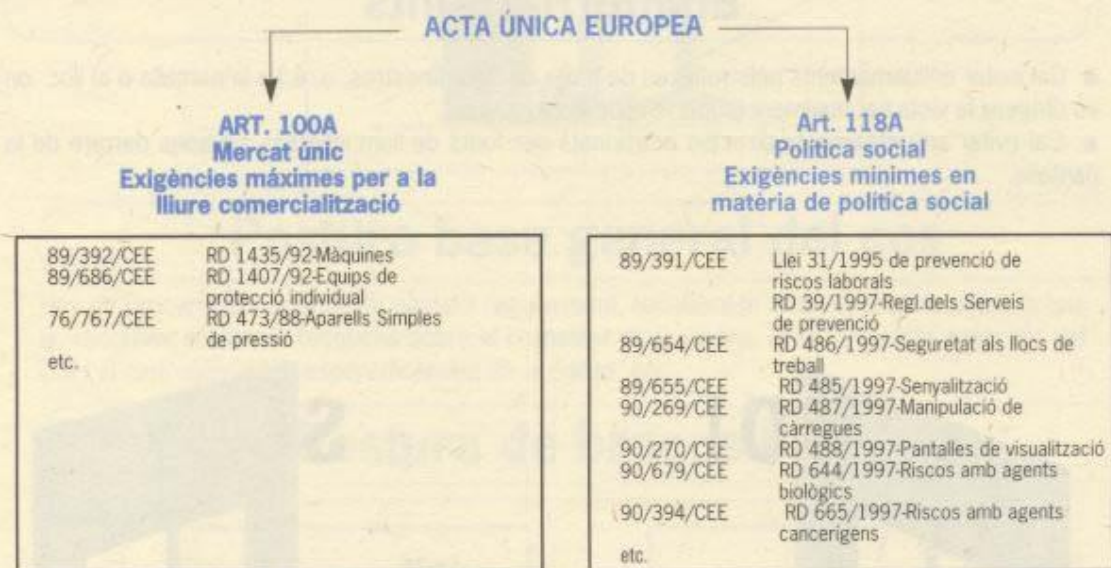 ACTA ÚNICA EUROPEA
ART. 100A
Mercat únic
Exigències máximes per a la
lliure comercialització
89/392/CEE RD 1435/92-Màquines
89/686/CEE RD 1407/92-Equips de
protecció individual
76/767/CEE RD 473/88-Aparells Simples
de pressió
etc.
Art. 118A
Política social
Exigències mínimes en
matèria de política social
89/391/CEE Llei 31/1995 de prevenció de
riscos laborals
RD 39/1997-Regl.dels Serveis
de prevenció
89/654/CEE RD 486/1997-Seguretat als llocs de
treball
89/655/CEE RD 485/1997-Senyalització
90/269/CEE RD 487/1997-Manipulació de
càrregues
90/270/CEE RD 488/1997-Pantalles de visualització
90/679/CEE RD 644/1997-Riscos amb agents
biològics
90/394/CEE RD 665/1997-Riscos amb agents
cancerígens
etc.